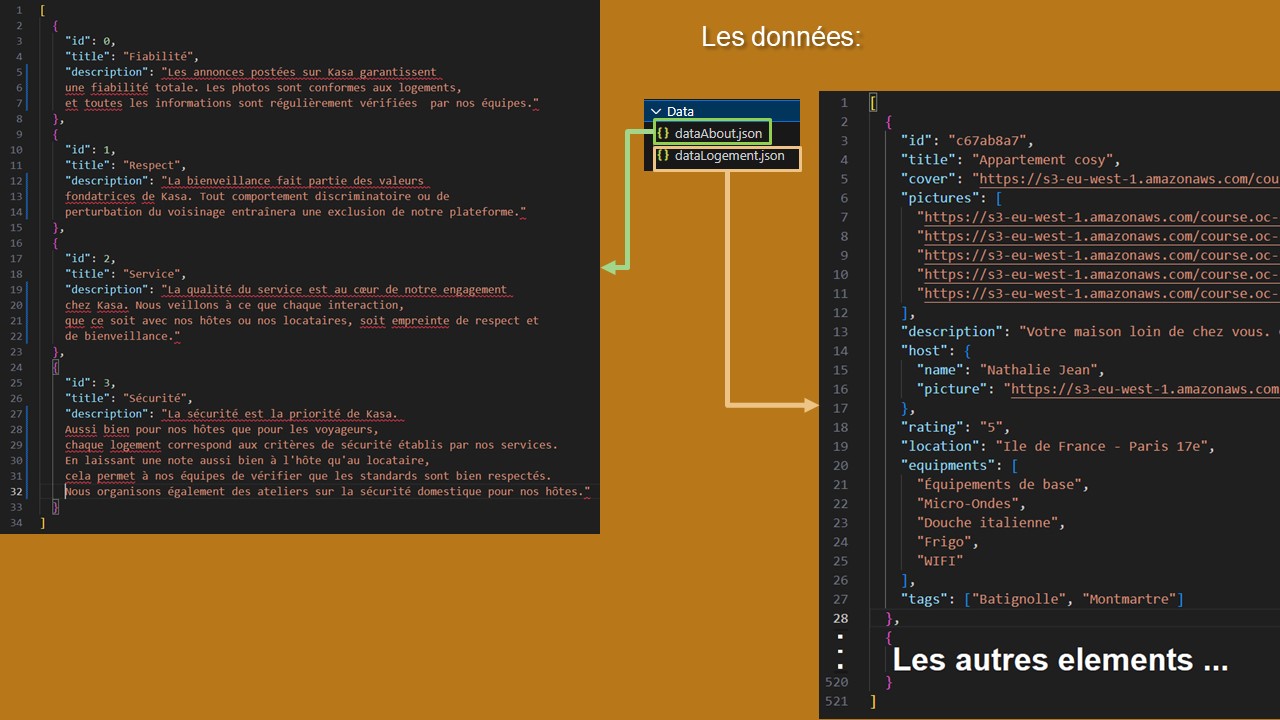 Les données:
1 [
2 {
3 "id": 0,
4 "title": "Fiabilité",
5 "description": "Les annonces postées sur Kasa garantissent
6 une fiabilité totale. Les photos sont conformes aux logements,
7 et toutes les informations sont régulièrement vérifiées  par nos équipes."
8 },
9 {
10 "id": 1,
11 "title": "Respect",
12 "description": "La bienveillance fait partie des valeurs
13 fondatrices de Kasa. Tout comportement discriminatoire ou de
14 perturbation du voisinage entraînera une exclusion de notre plateforme."
15 },
16 {
17 "id": 2,
18 "title": "Service",
19 "description": "La qualité du service est au cœur de notre engagement
20 chez Kasa. Nous veillons à ce que chaque interaction,
21 que ce soit avec nos hôtes ou nos locataires, soit empreinte de respect et
22 de bienveillance."
23 },
24 {
25 "id": 3,
26 "title": "Sécurité",
27 "description": "La sécurité est la priorité de Kasa.
28 Aussi bien pour nos hôtes que pour les voyageurs,
29 chaque logement correspond aux critères de sécurité établis par nos services.
30 En laissant une note aussi bien à l'hôte qu'au locataire,
31 cela permet à nos équipes de vérifier que les standards sont bien respectés.
32 Nous organisons également des ateliers sur la sécurité domestique pour nos hôtes."
33 }
34 ]
Data
{} dataAbout.json
{} dataLogement.json
1 [
2 {
3 "id": "c67ab8a7",
4 "title": "Appartement cosy",
5 "cover": "https://s3-eu-west-1.amazonaws.com/cou
6 "pictures": [
7 "https://s3-eu-west-1.amazonaws.com/course.oc-
8 "https://s3-eu-west-1.amazonaws.com/course.oc-
9 "https://s3-eu-west-1.amazonaws.com/course.oc-
10 "https://s3-eu-west-1.amazonaws.com/course.oc-
11 "https://s3-eu-west-1.amazonaws.com/course.oc-
12 ],
13 "description": "Votre maison loin de chez vous.
14 "host": {
15 "name": "Nathalie Jean",
16 "picture": "https://s3-eu-west-1.amazonaws.com
17 },
18 "rating": "5",
19 "location": "Ile de France - Paris 17e",
20 "equipments": [
21 "Équipements de base",
22 "Micro-Ondes",
23 "Douche italienne",
24 "Frigo",
25 "WIFI"
26 ],
27 "tags": ["Batignolle", "Montmartre"]
28 },
{
Les autres elements ...
520 }
521 ]